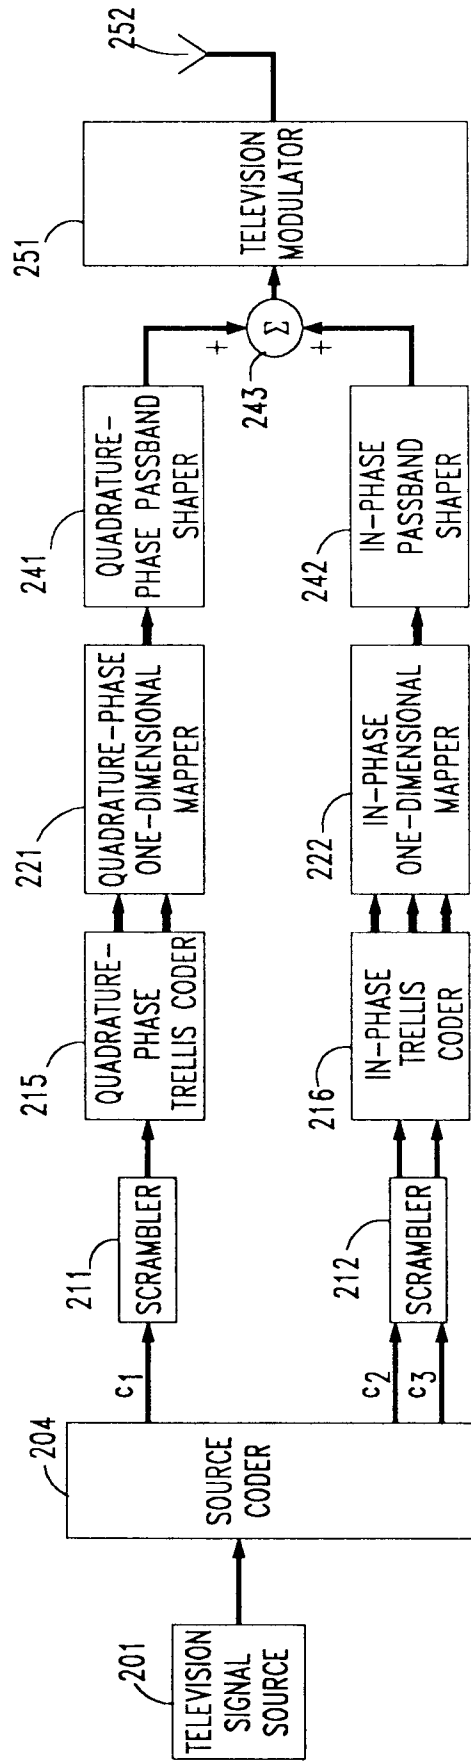 201
TELEVISION
SIGNAL
SOURCE
204
SOURCE
CODER
c1
c2
c3
211
SCRAMBLER
212
SCRAMBLER
215
QUADRATURE-
PHASE
TRELLIS CODER
216
IN-PHASE
TRELLIS
CODER
221
QUADRATURE-PHASE
ONE-DIMENSIONAL
MAPPER
222
IN-PHASE
ONE-DIMENSIONAL
MAPPER
241
QUADRATURE-
PHASE PASSBAND
SHAPER
242
IN-PHASE
PASSBAND
SHAPER
+
Σ
+
243
251
TELEVISION
MODULATOR
252